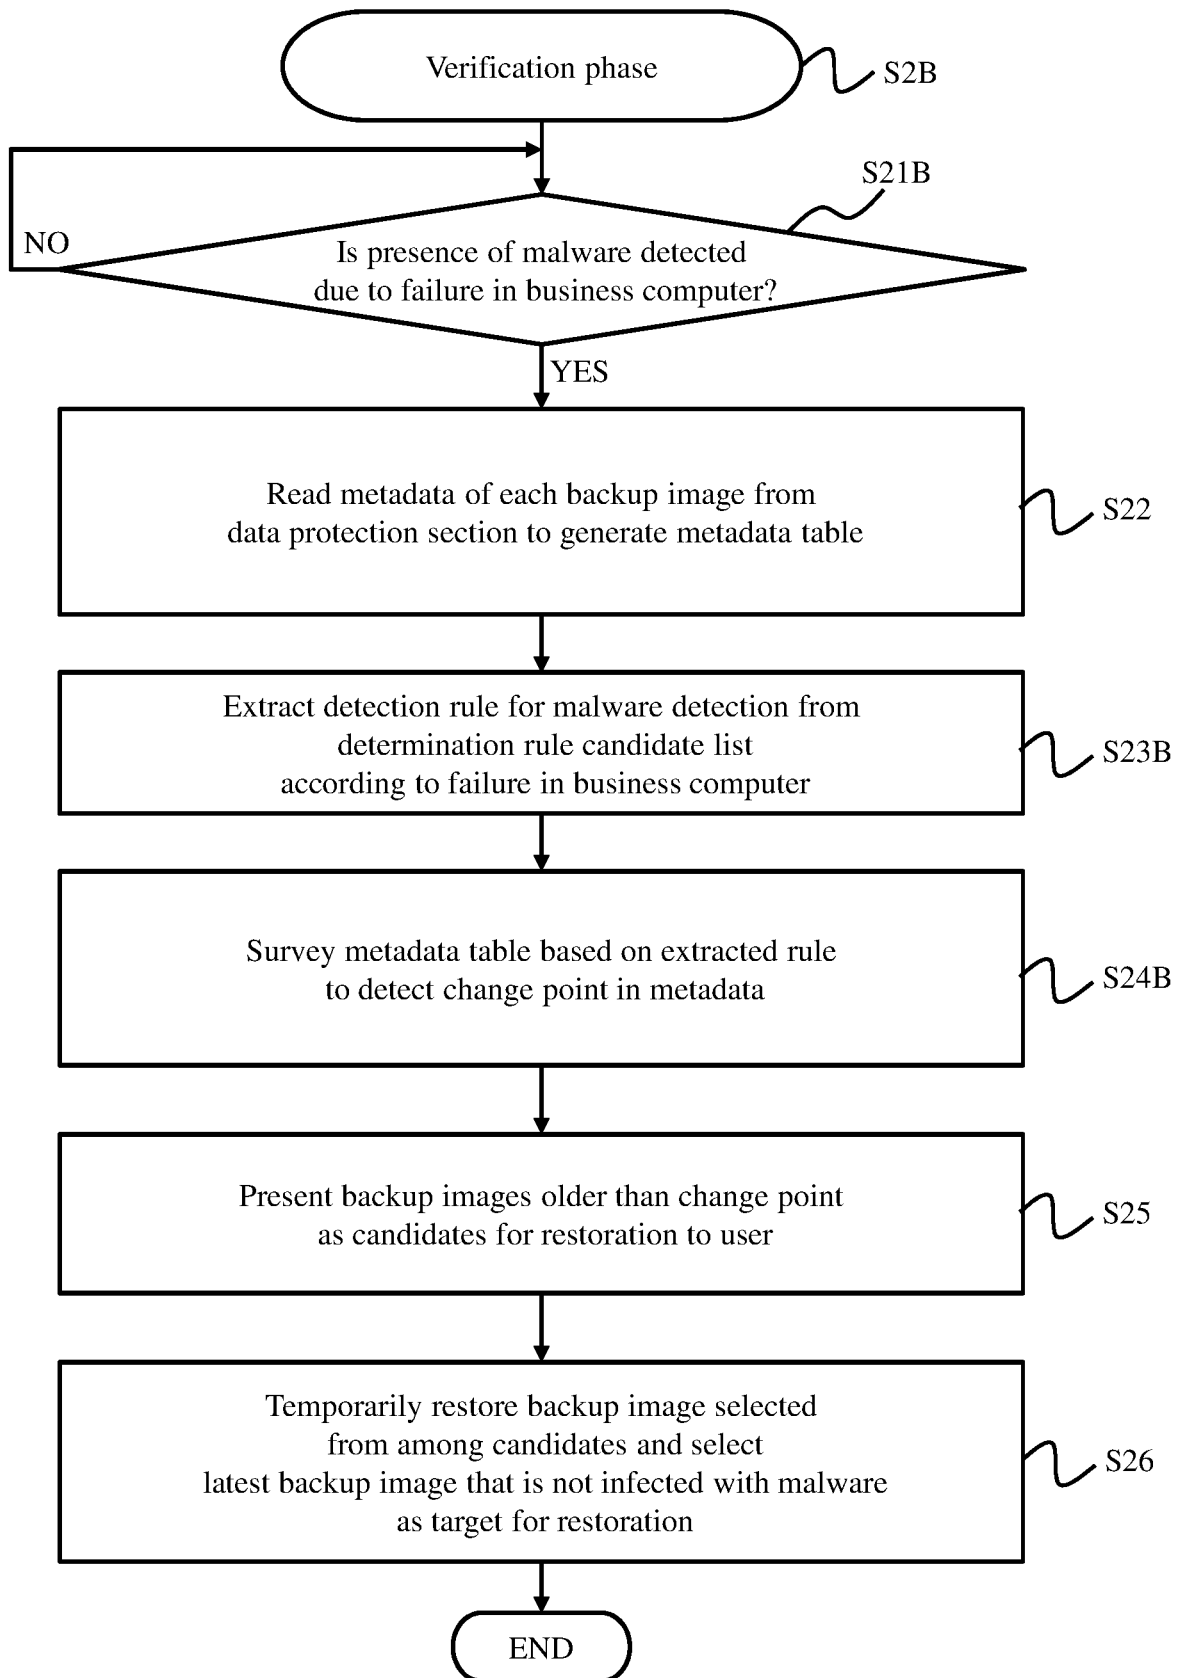 Verification phase
S2B
S21B
NO
Is presence of malware detected
due to failure in business computer?
YES
Read metadata of each backup image from
data protection section to generate metadata table
S22
Extract detection rule for malware detection from
determination rule candidate list
according to failure in business computer
S23B
Survey metadata table based on extracted rule
to detect change point in metadata
S24B
Present backup images older than change point
as candidates for restoration to user
S25
Temporarily restore backup image selected
from among candidates and select
latest backup image that is not infected with malware
as target for restoration
S26
END